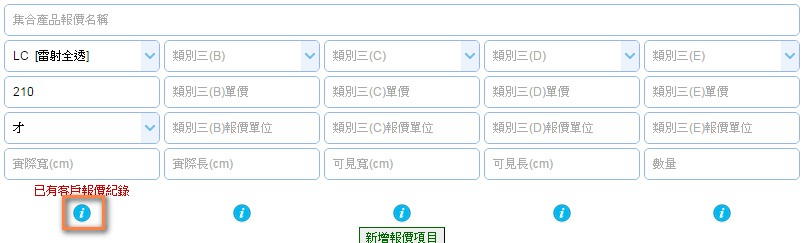 集合產品報價名稱
LC [雷射全透] 類別三(B) 類別三(C) 類別三(D) 類別三(E)
210 類別三(B)單價 類別三(C)單價 類別三(D)單價 類別三(E)單價
才 類別三(B)報價單位 類別三(C)報價單位 類別三(D)報價單位 類別三(E)報價單位
實際寬(cm) 實際長(cm) 可見寬(cm) 可見長(cm) 數量
已有客戶報價紀錄
i i i i i
新增報價項目